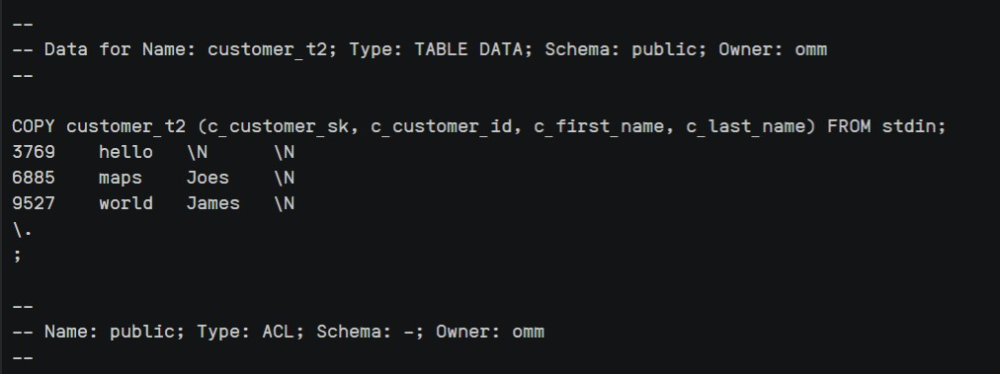 --
-- Data for Name: customer_t2; Type: TABLE DATA; Schema: public; Owner: omm
--
COPY customer_t2 (c_customer_sk, c_customer_id, c_first_name, c_last_name) FROM stdin;
3769    hello   \N      \N
6885    maps    Joes    \N
9527    world   James   \N
\.
;
--
-- Name: public; Type: ACL; Schema: -; Owner: omm
--